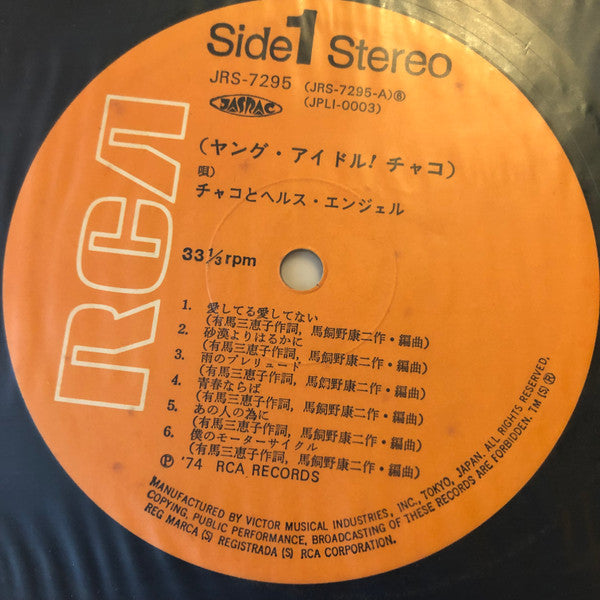 Side 1 Stereo
JRS-7295 (JRS-7295-A)⑥
(JPLI-0003)
JASRAC
RCA
(ヤング・アイドル! チャコ)
唄)
チャコとヘルス・エンジェル
33 1/3 rpm
1. 愛してる愛してない
(有馬三恵子作詞, 馬飼野康二作・編曲)
2. 砂漠よりはるかに
(有馬三恵子作詞, 馬飼野康二作・編曲)
3. 雨のプレリュード
(有馬三恵子作詞, 馬飼野康二作・編曲)
4. 青春ならば
(有馬三恵子作詞, 馬飼野康二作・編曲)
5. あの人の為に
(有馬三恵子作詞, 馬飼野康二作・編曲)
6. 僕のモーターサイクル
(有馬三恵子作詞, 馬飼野康二作・編曲)
Ⓟ '74 RCA RECORDS
MANUFACTURED BY VICTOR MUSICAL INDUSTRIES, INC., TOKYO, JAPAN. ALL RIGHTS RESERVED.
COPYING, PUBLIC PERFORMANCE, BROADCASTING OF THESE RECORDS ARE FORBIDDEN. TM (S) ®
REG MARCA (S) REGISTRADA (S) RCA CORPORATION.